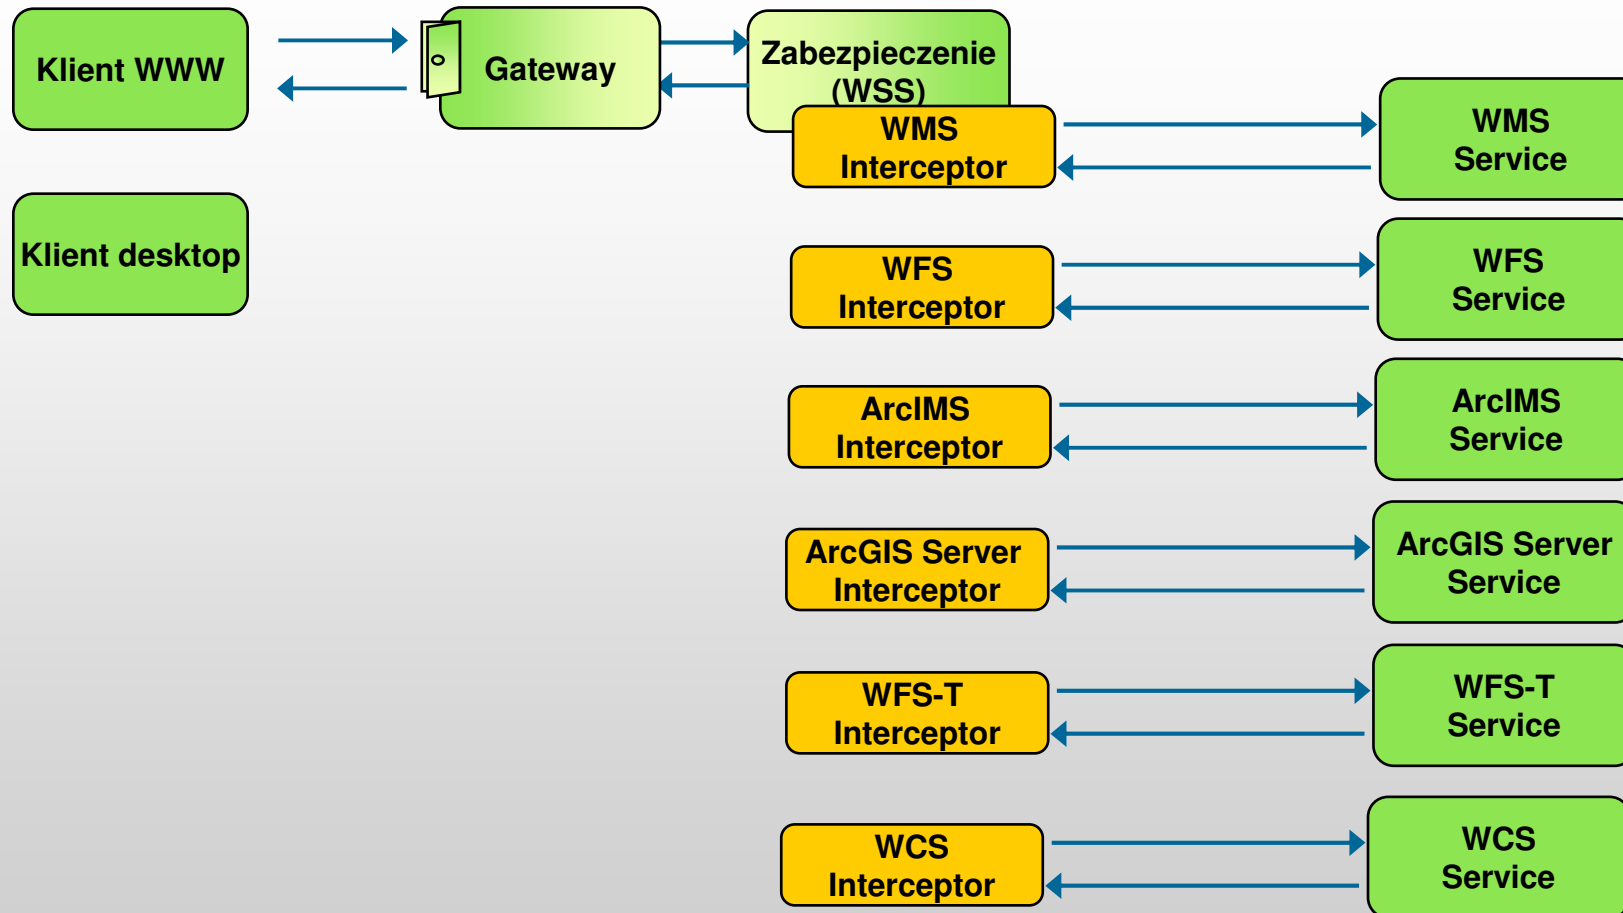 Klient WWW
Gateway
Zabezpieczenie
(WSS)
WMS
Interceptor
WMS
Service
Klient desktop
WFS
Interceptor
WFS
Service
ArcIMS
Interceptor
ArcIMS
Service
ArcGIS Server
Interceptor
ArcGIS Server
Service
WFS-T
Interceptor
WFS-T
Service
WCS
Interceptor
WCS
Service